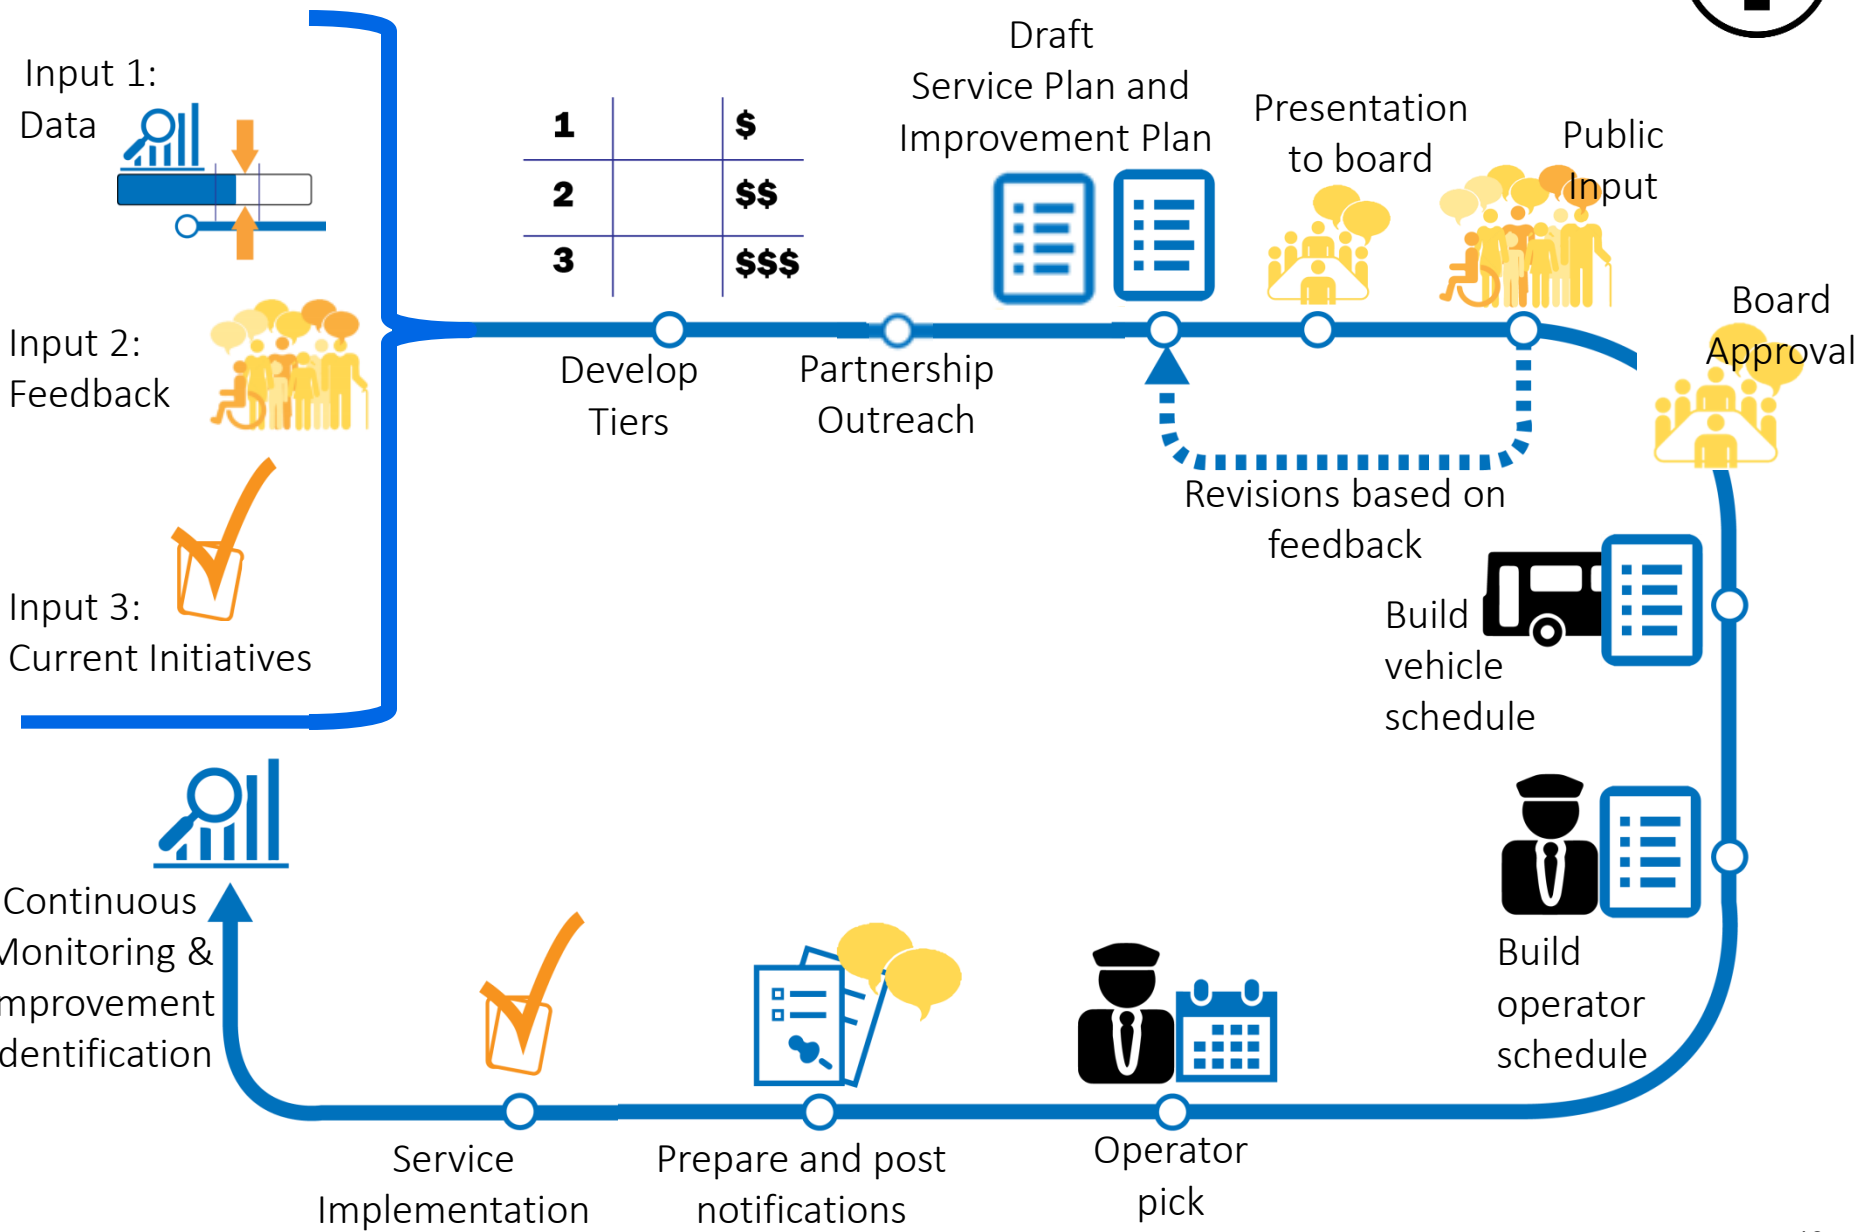 Input 1:
Data
Input 2:
Feedback
Input 3:
Current Initiatives
1 $
2 $$
3 $$$
Develop
Tiers
Partnership
Outreach
Draft
Service Plan and
Improvement Plan
Presentation
to board
Public
Input
Revisions based on
feedback
Board
Approval
Build
vehicle
schedule
Build
operator
schedule
Operator
pick
Prepare and post
notifications
Service
Implementation
Continuous
Monitoring &
mprovement
dentification